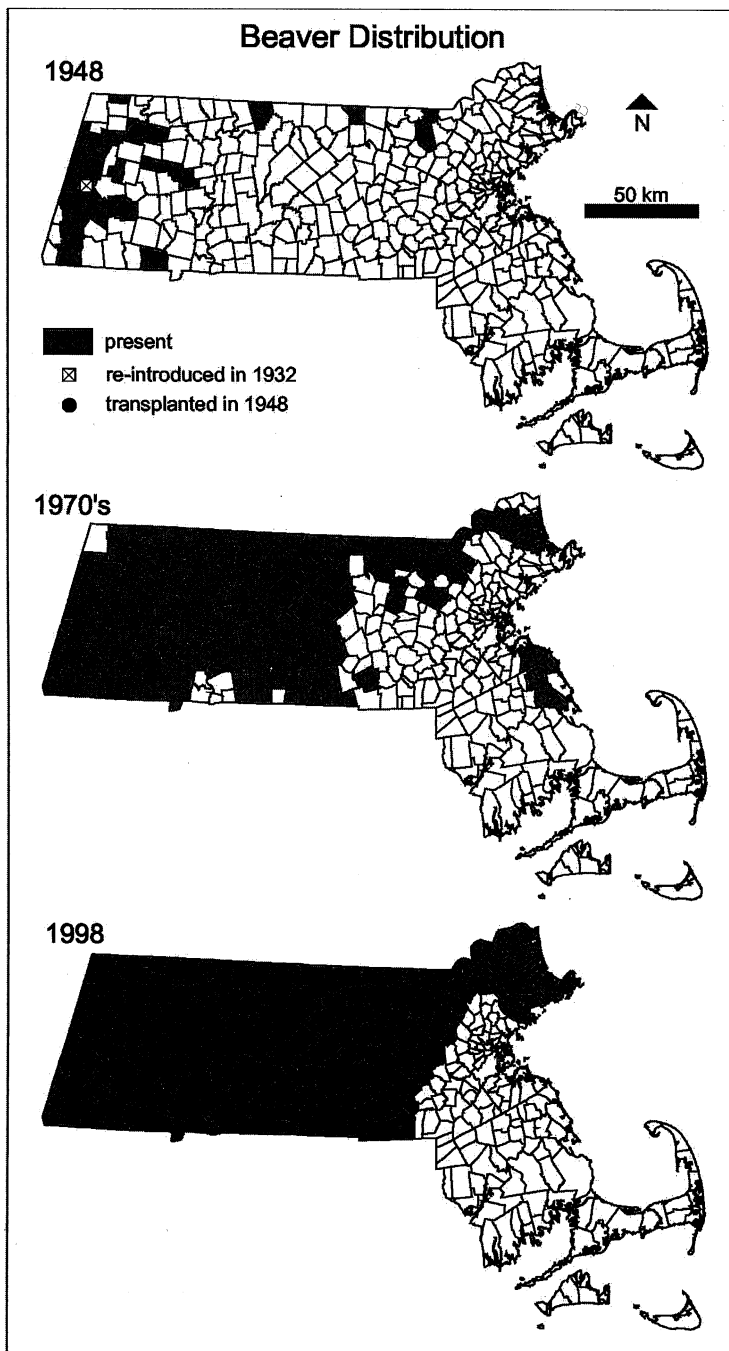 Beaver Distribution
1948
N
50 km
present
re-introduced in 1932
transplanted in 1948
1970's
1998